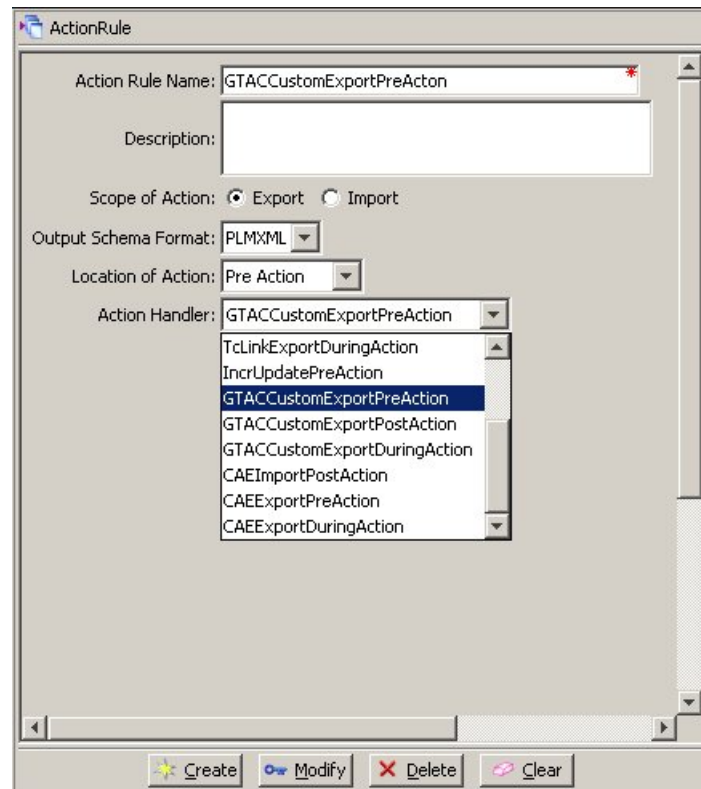 ActionRule
Action Rule Name: GTACCustomExportPreActon *
Description:
Scope of Action: Export Import
Output Schema Format: PLMXML
Location of Action: Pre Action
Action Handler: GTACCustomExportPreAction
TcLinkExportDuringAction
IncrUpdatePreAction
GTACCustomExportPreAction
GTACCustomExportPostAction
GTACCustomExportDuringAction
CAEImportPostAction
CAEExportPreAction
CAEExportDuringAction
Create Modify Delete Clear